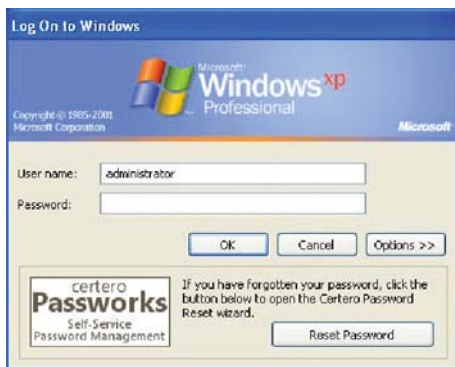 Log On to Windows
Microsoft
Windows xp
Professional
Copyright © 1985-2001
Microsoft Corporation
Microsoft
User name: administrator
Password:
OK Cancel Options >>
certero
Passworks
Self-Service
Password Management
If you have forgotten your password, click the
button below to open the Certero Password
Reset wizard.
Reset Password